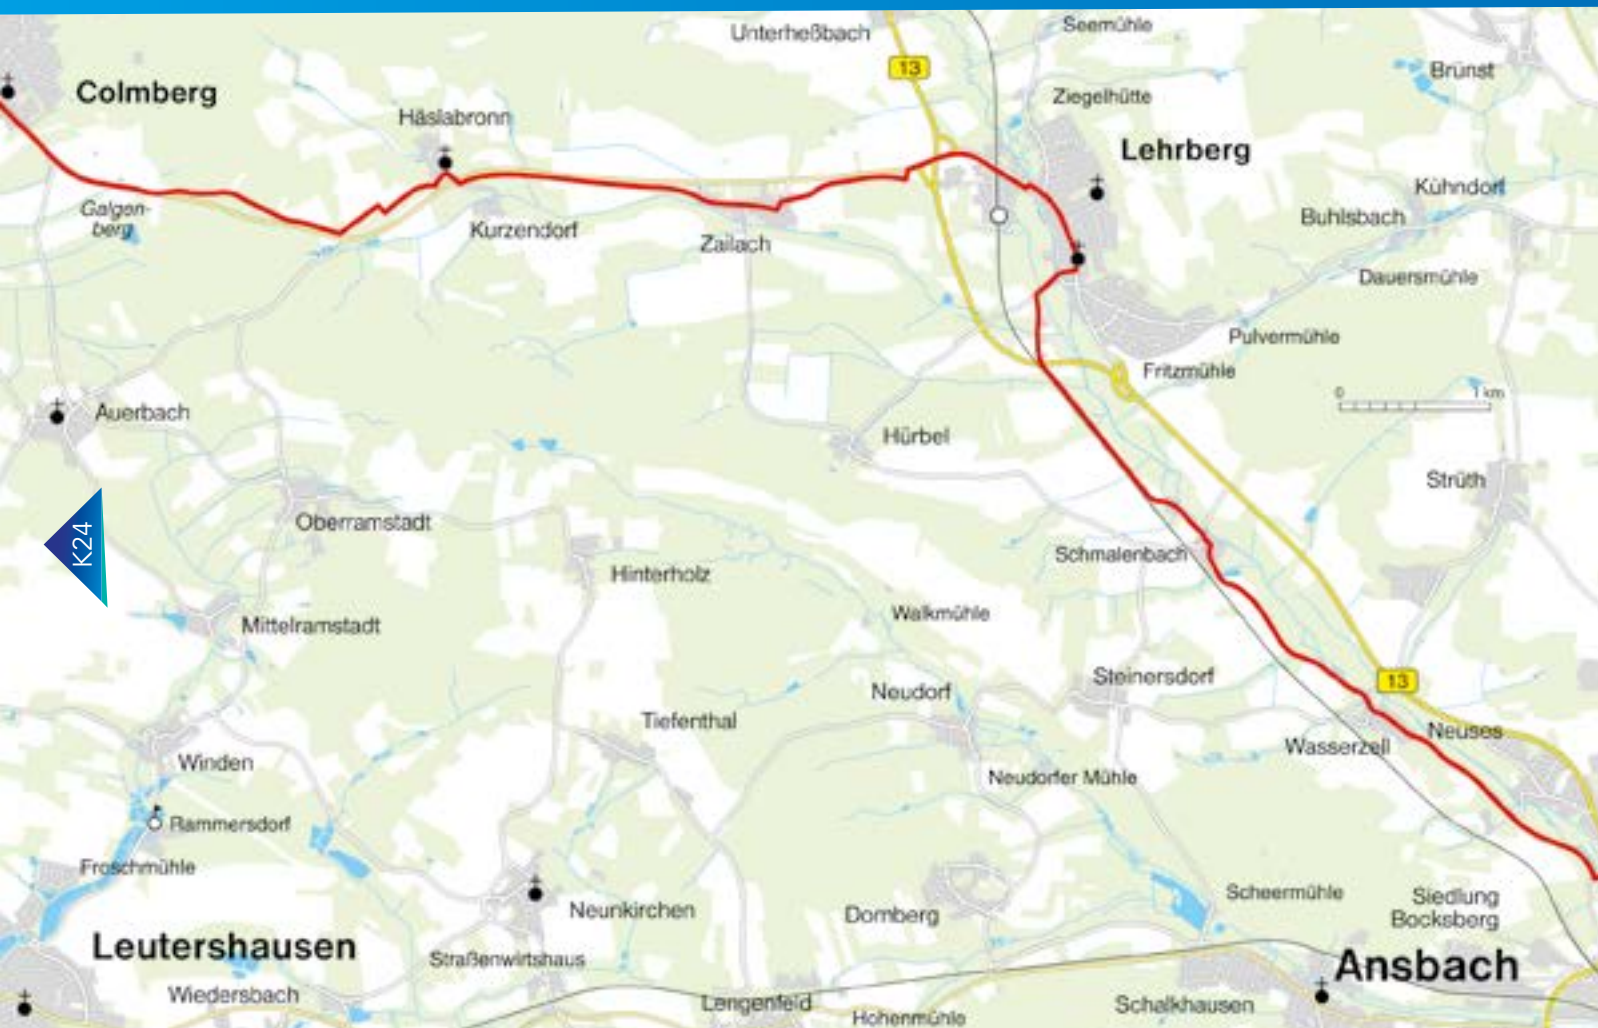 Unterheßbach
Seemühle
13
Brünst
Colmberg
Ziegelhütte
Häslabronn
Lehrberg
Kühndorf
Galgen-
berg
Buhlsbach
Kurzendorf
Zailach
Dauersmühle
Pulvermühle
Fritzmühle
0 1 km
Auerbach
Hürbel
Strüth
Oberramstadt
K24
Schmalenbach
Hinterholz
Walkmühle
Mittelramstadt
Steinersdorf
13
Neudorf
Tiefenthal
Neuses
Wasserzell
Winden
Neudorfer Mühle
Rammersdorf
Froschmühle
Scheermühle
Siedlung
Bocksberg
Neunkirchen
Domberg
Leutershausen
Straßenwirtshaus
Ansbach
Wiedersbach
Lengenfeld
Schalkhausen
Hohenmühle